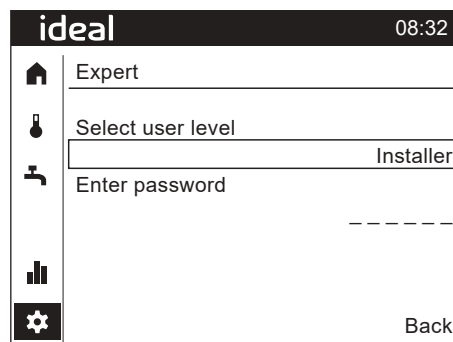 ideal 08:32
Expert
Select user level
Installer
Enter password
_ _ _ _ _ _
Back